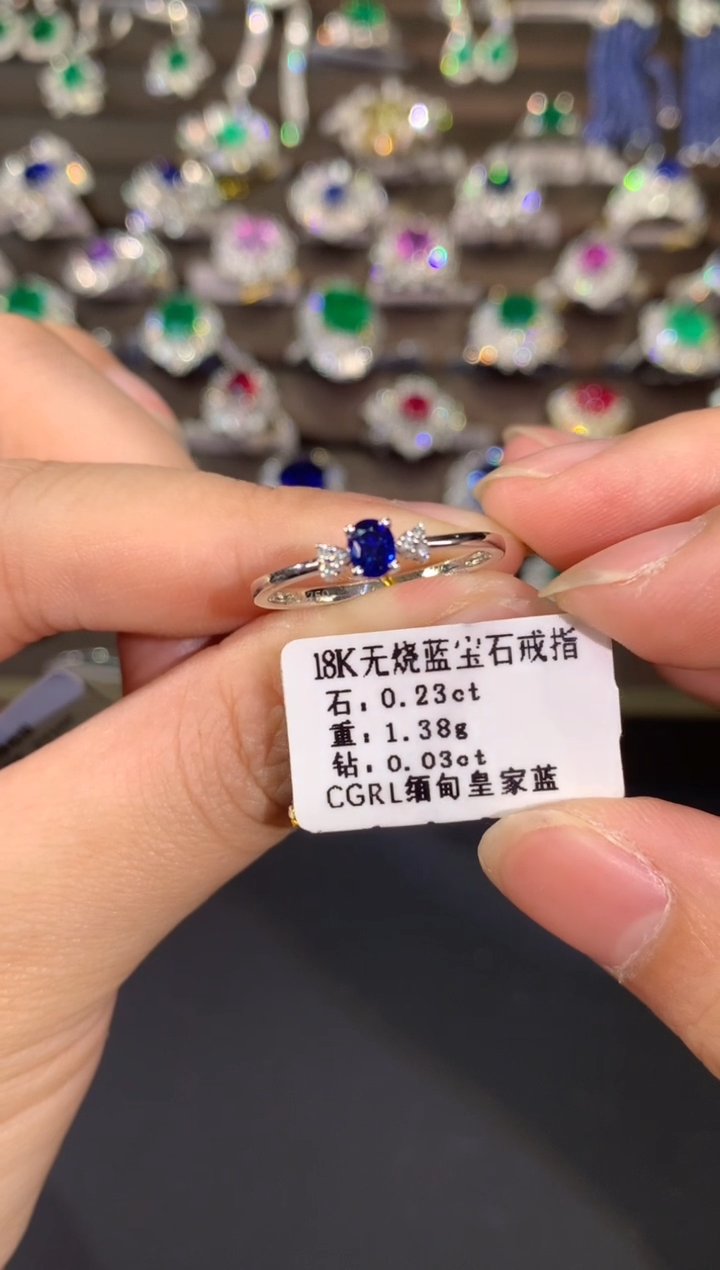 18K无烧蓝宝石戒指
石：0.23ct
重：1.38g
钻：0.03ct
CGRL缅甸皇家蓝